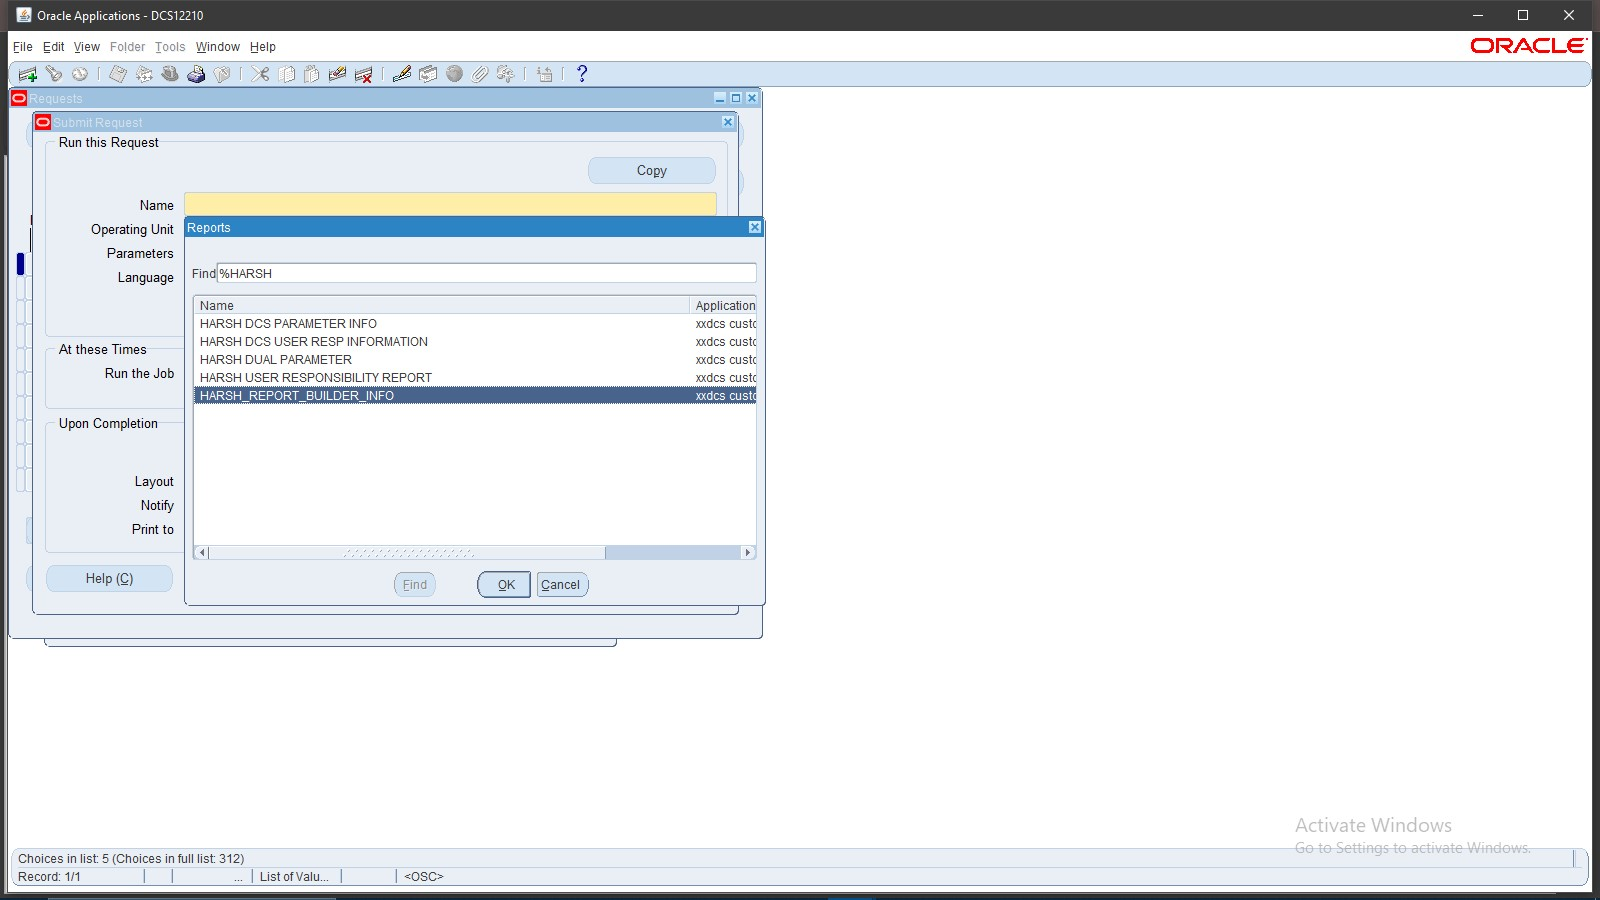 Oracle Applications - DCS12210
File Edit View Folder Tools Window Help
ORACLE
Requests
Submit Request
Run this Request
Copy
Name
Operating Unit
Parameters
Language
Reports
Find %HARSH
Name Application
HARSH DCS PARAMETER INFO xxdcs custo
HARSH DCS USER RESP INFORMATION xxdcs custo
HARSH DUAL PARAMETER xxdcs custo
HARSH USER RESPONSIBILITY REPORT xxdcs custo
HARSH_REPORT_BUILDER_INFO xxdcs custo
At these Times
Run the Job
Upon Completion
Layout
Notify
Print to
Help (C)
Find OK Cancel
Activate Windows
Go to Settings to activate Windows.
Choices in list: 5 (Choices in full list: 312)
Record: 1/1 ... List of Valu... <OSC>